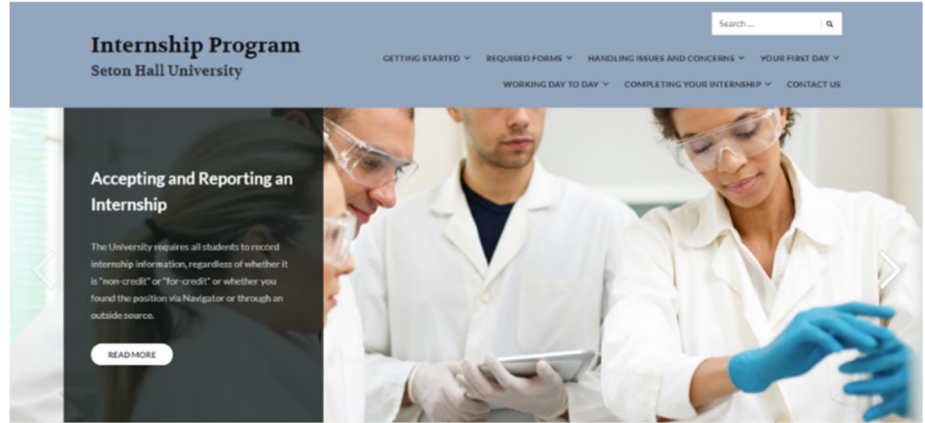 Search ...
Internship Program
Seton Hall University
GETTING STARTED
REQUIRED FORMS
HANDLING ISSUES AND CONCERNS
YOUR FIRST DAY
WORKING DAY TO DAY
COMPLETING YOUR INTERNSHIP
CONTACT US
Accepting and Reporting an
Internship
The University requires all students to record
internship information, regardless of whether it
is "non-credit" or "for-credit" or whether you
found the position via Navigator or through an
outside source.
READ MORE